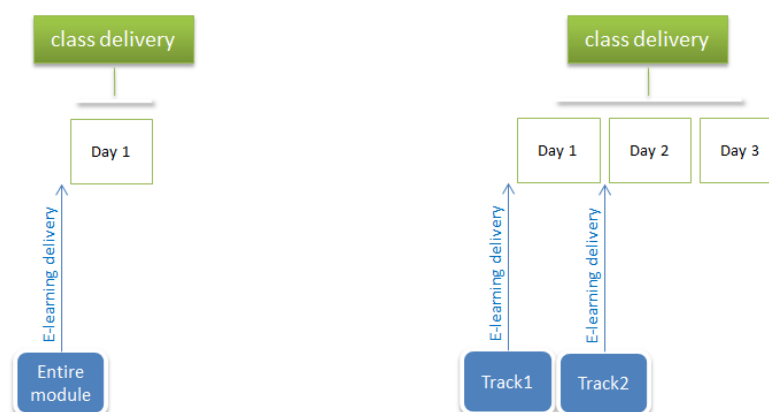 class delivery
class delivery
Day 1
Day 1
Day 2
Day 3
E-learning delivery
E-learning delivery
E-learning delivery
Entire
module
Track1
Track2